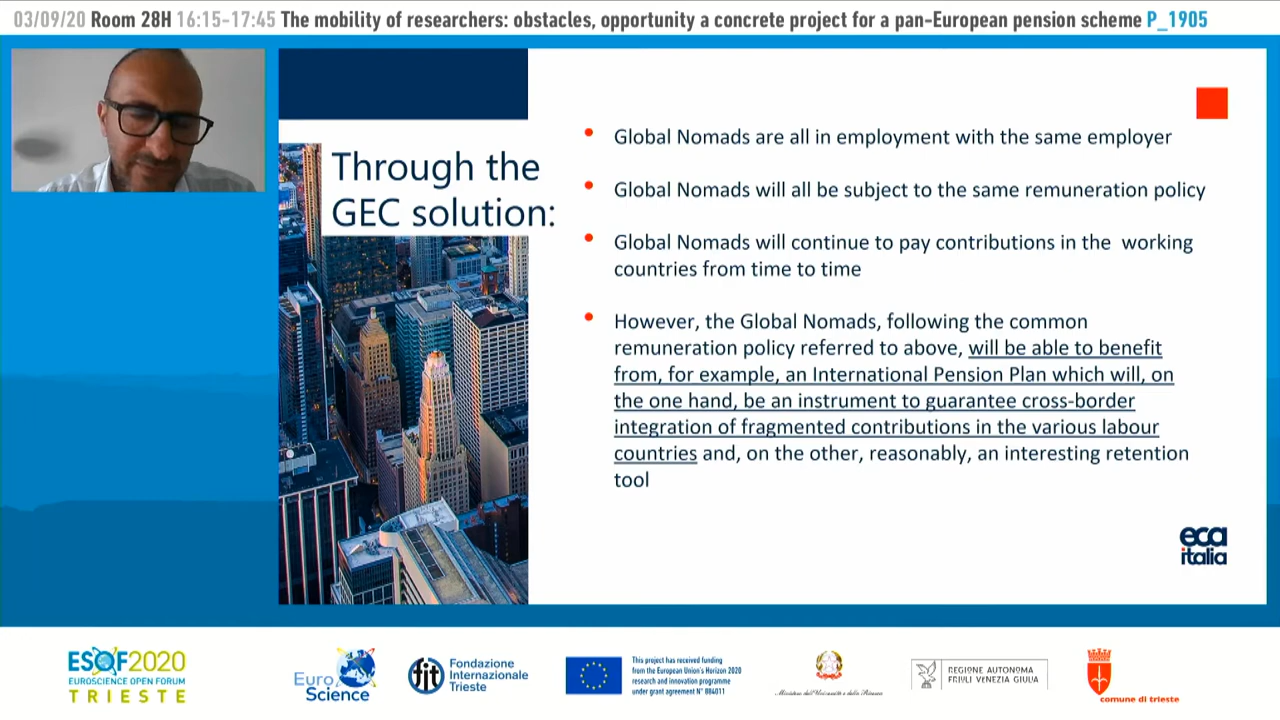 03/09/20 Room 28H 16:15-17:45 The mobility of researchers: obstacles, opportunity a concrete project for a pan-European pension scheme P_1905
Through the
GEC solution:
• Global Nomads are all in employment with the same employer
• Global Nomads will all be subject to the same remuneration policy
• Global Nomads will continue to pay contributions in the working
countries from time to time
• However, the Global Nomads, following the common
remuneration policy referred to above, will be able to benefit
from, for example, an International Pension Plan which will, on
the one hand, be an instrument to guarantee cross-border
integration of fragmented contributions in the various labour
countries and, on the other, reasonably, an interesting retention
tool
eca
italia
ESOF2020
EUROSCIENCE OPEN FORUM
TRIESTE
Euro
Science
fit
Fondazione
Internazionale
Trieste
This project has received funding
from the European Union's Horizon 2020
research and innovation programme
under grant agreement N° 884011
Ministero dell'Università e della Ricerca
REGIONE AUTONOMA
FRIULI VENEZIA GIULIA
comune di trieste